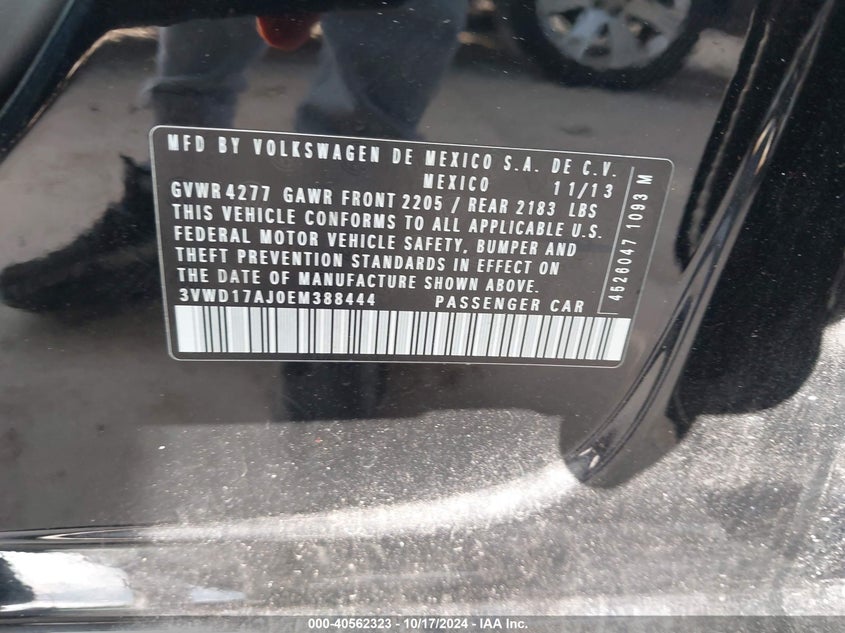 MFD BY VOLKSWAGEN DE MEXICO S.A. DE C.V.
MEXICO 11/13
GVWR 4277 GAWR FRONT 2205 / REAR 2183 LBS
THIS VEHICLE CONFORMS TO ALL APPLICABLE U.S.
FEDERAL MOTOR VEHICLE SAFETY, BUMPER AND
THEFT PREVENTION STANDARDS IN EFFECT ON
THE DATE OF MANUFACTURE SHOWN ABOVE.
3VWD17AJ0EM388444 PASSENGER CAR
4526047 1093 M
000-40562323 - 10/17/2024 - IAA Inc.